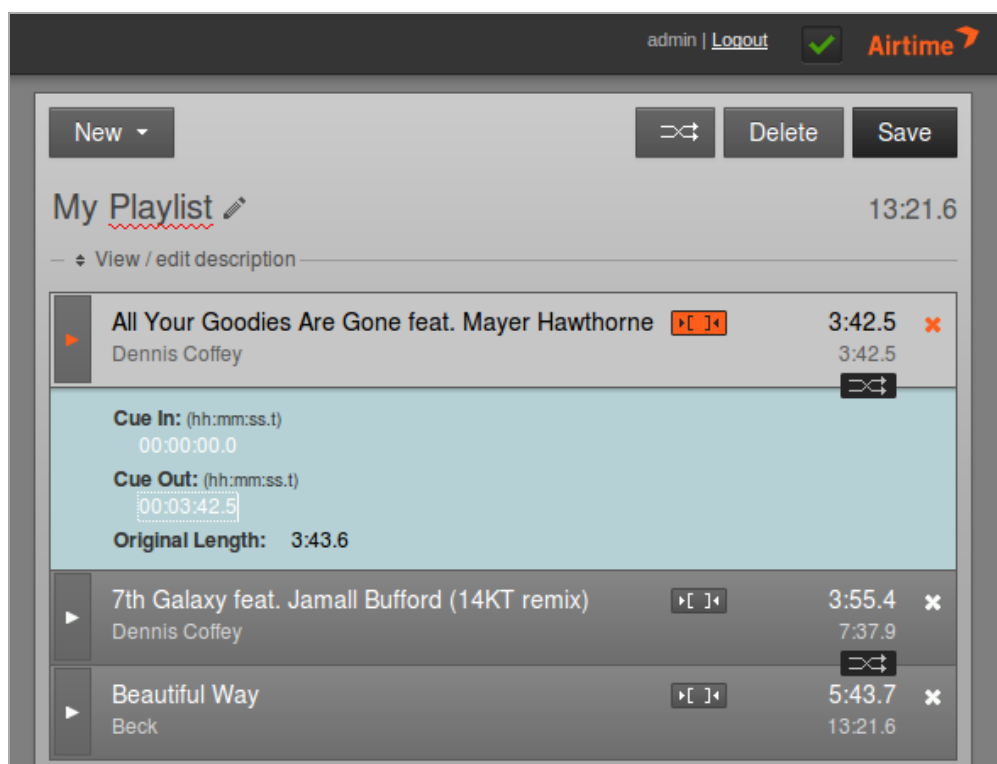 admin | Logout
Airtime
New
Delete
Save
My Playlist
13:21.6
View / edit description
All Your Goodies Are Gone feat. Mayer Hawthorne
3:42.5
Dennis Coffey
3:42.5
Cue In: (hh:mm:ss.t)
00:00:00.0
Cue Out: (hh:mm:ss.t)
00:03:42.5
Original Length: 3:43.6
7th Galaxy feat. Jamall Bufford (14KT remix)
3:55.4
Dennis Coffey
7:37.9
Beautiful Way
5:43.7
Beck
13:21.6